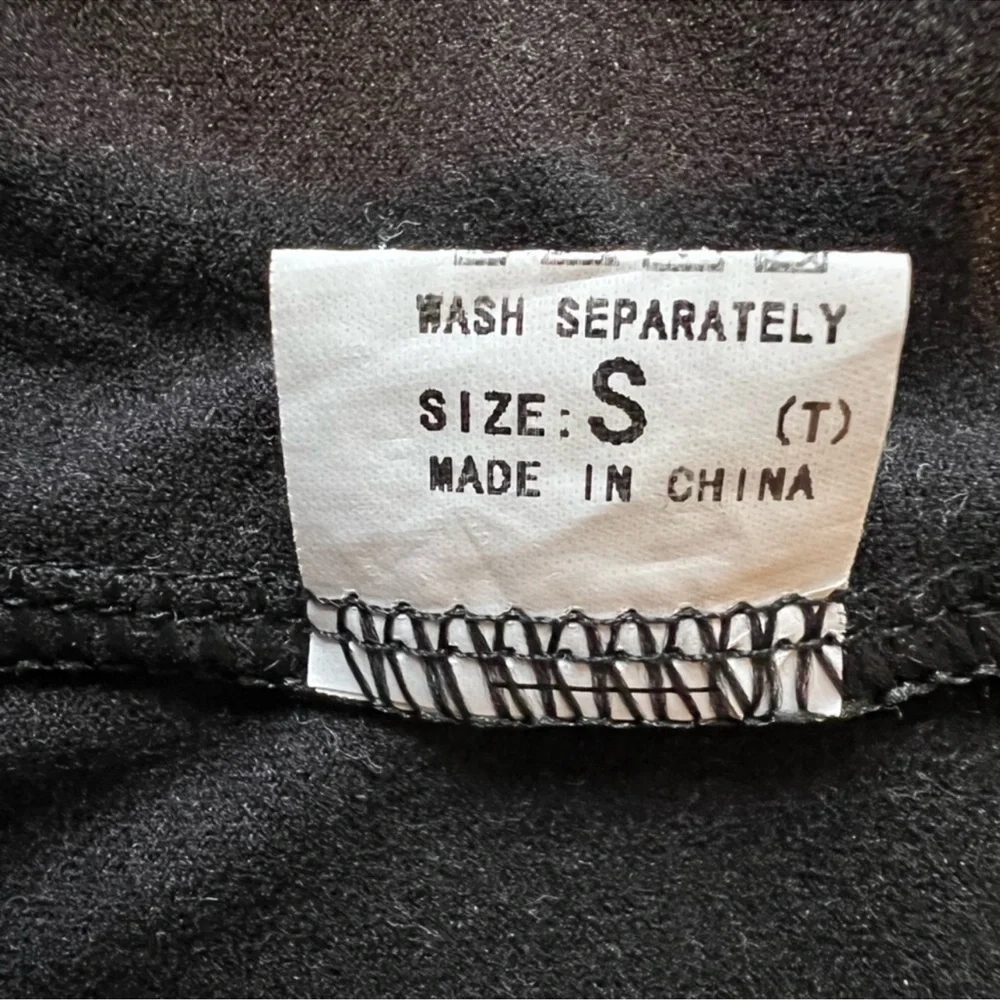 WASH SEPARATELY
SIZE: S (T)
MADE IN CHINA